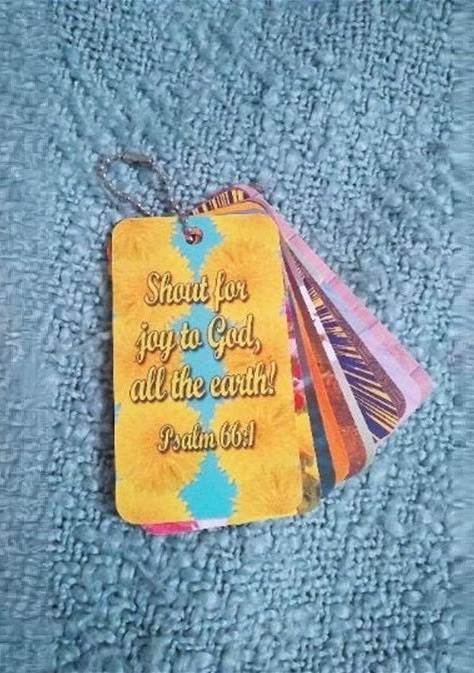 Shout for
joy to God,
all the earth!
Psalm 66:1